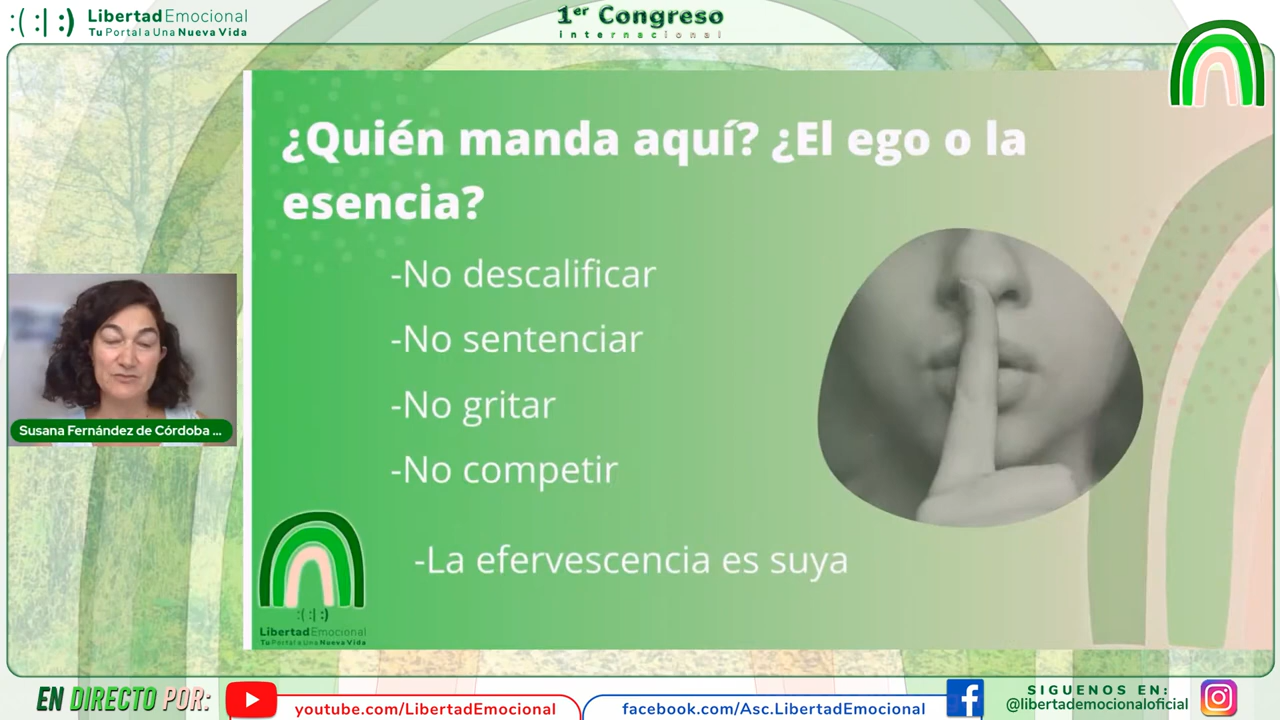 :( :| :) LibertadEmocional
Tu Portal a Una Nueva Vida
1er Congreso
internacional
¿Quién manda aquí? ¿El ego o la
esencia?
-No descalificar
-No sentenciar
-No gritar
-No competir
-La efervescencia es suya
Susana Fernández de Córdoba ...
:( :| :)
LibertadEmocional
Tu Portal a Una Nueva Vida
EN DIRECTO POR:
youtube.com/LibertadEmocional
facebook.com/Asc.LibertadEmocional
SIGUENOS EN:
@libertademocionaloficial